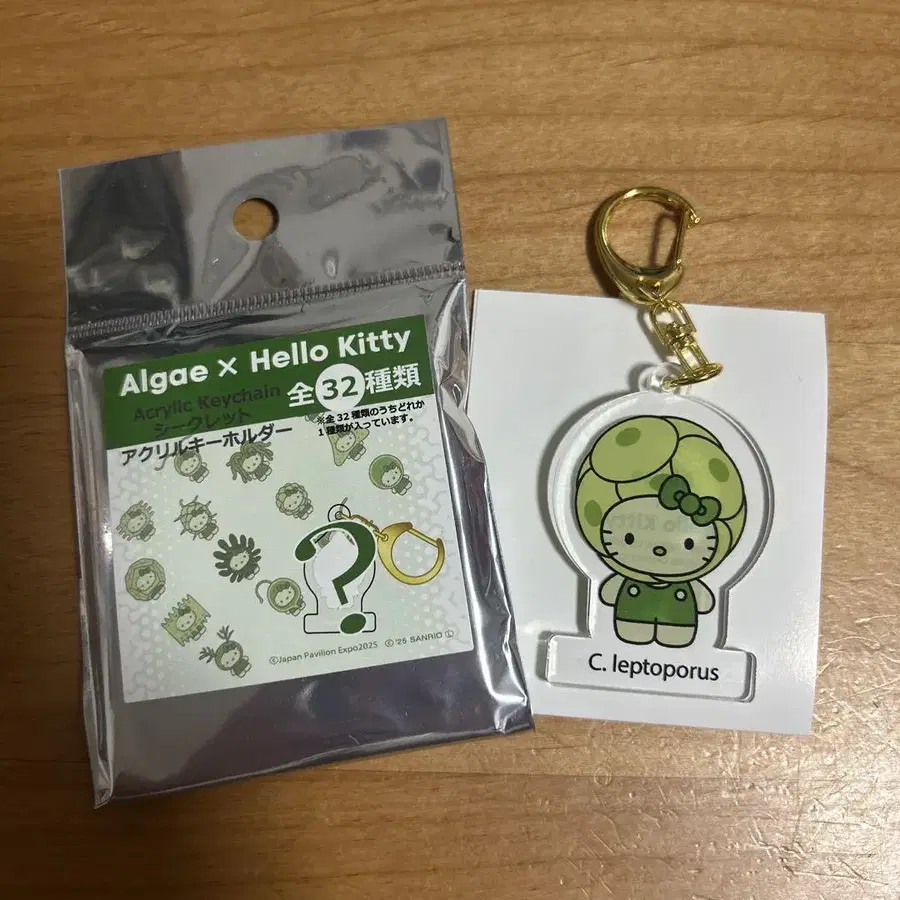 Algae × Hello Kitty
Acrylic Keychain
シークレット
アクリルキーホルダー
全32種類
※全32種類のうちどれか
1種類が入っています。
©Japan Pavilion Expo2025 © '25 SANRIO Ⓛ
C. leptoporus